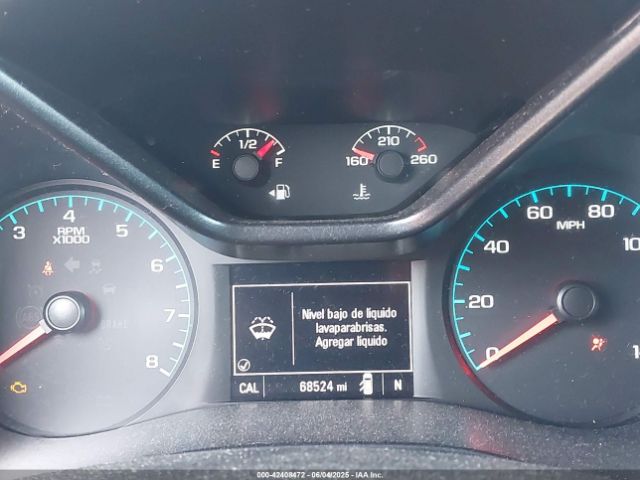 1/2
E F
210
160 260
3 4 5 6 8
RPM
X1000
0 20 40 60 80
MPH
Nivel bajo de líquido
lavaparabrisas.
Agregar líquido
CAL 68524 mi N
000-42408472 - 06/04/2025 - IAA Inc.